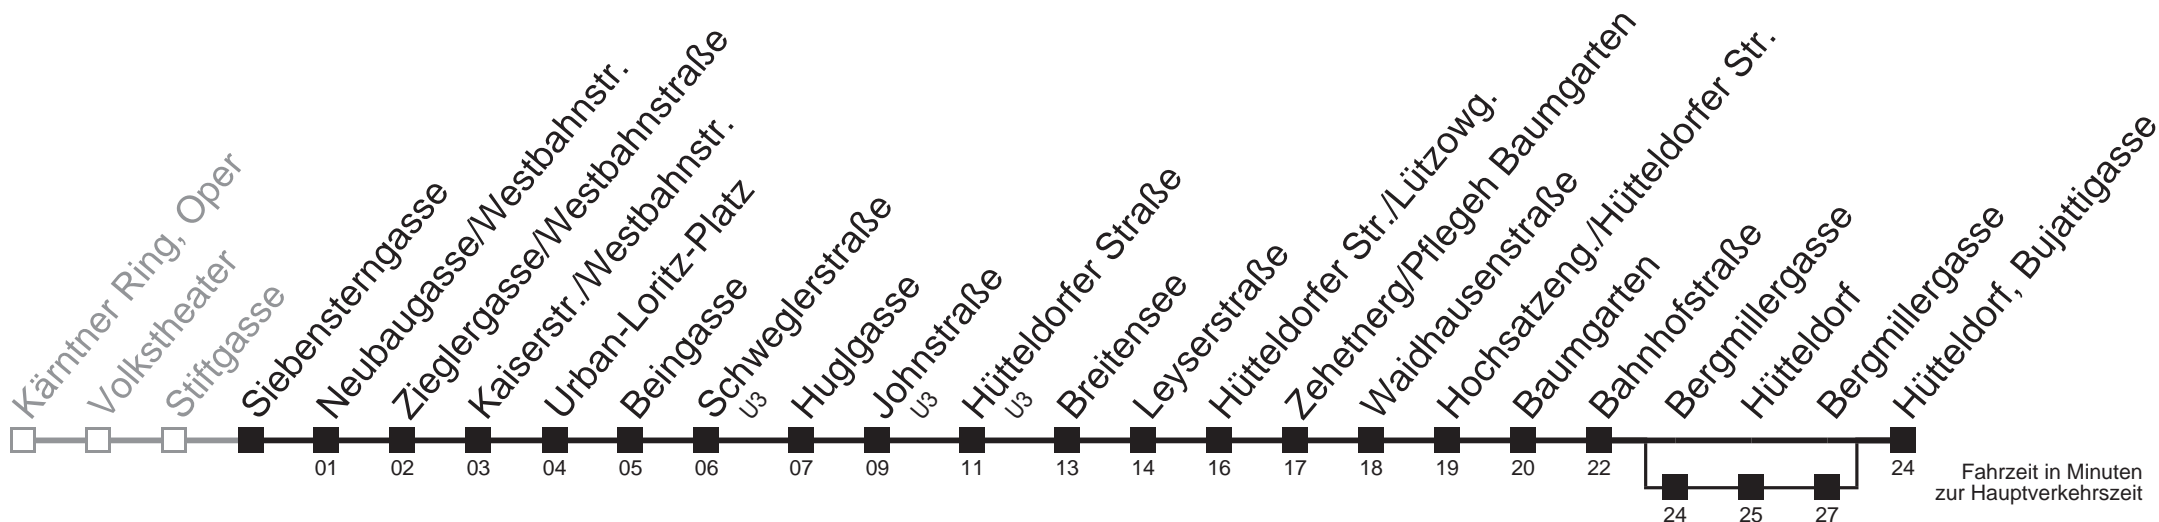 Kärntner Ring, Oper
Volkstheater
Stiftgasse
Siebensterngasse
Neubaugasse/Westbahnstr.
Zieglergasse/Westbahnstraße
Kaiserstr./Westbahnstr.
Urban-Loritz-Platz
Beingasse
Schweglerstraße
U3
Huglgasse
Johnstraße
U3
Hütteldorfer Straße
U3
Breitensee
Leyserstraße
Hütteldorfer Str./Lützowg.
Zehetnerg/Pflegeh Baumgarten
Waidhausenstraße
Hochsatzeng./Hütteldorfer Str.
Baumgarten
Bahnhofstraße
Bergmillergasse
Hütteldorf
Bergmillergasse
Hütteldorf, Bujattigasse
01 02 03 04 05 06 07 09 11 13 14 16 17 18 19 20 22 24
24 25 27
Fahrzeit in Minuten
zur Hauptverkehrszeit